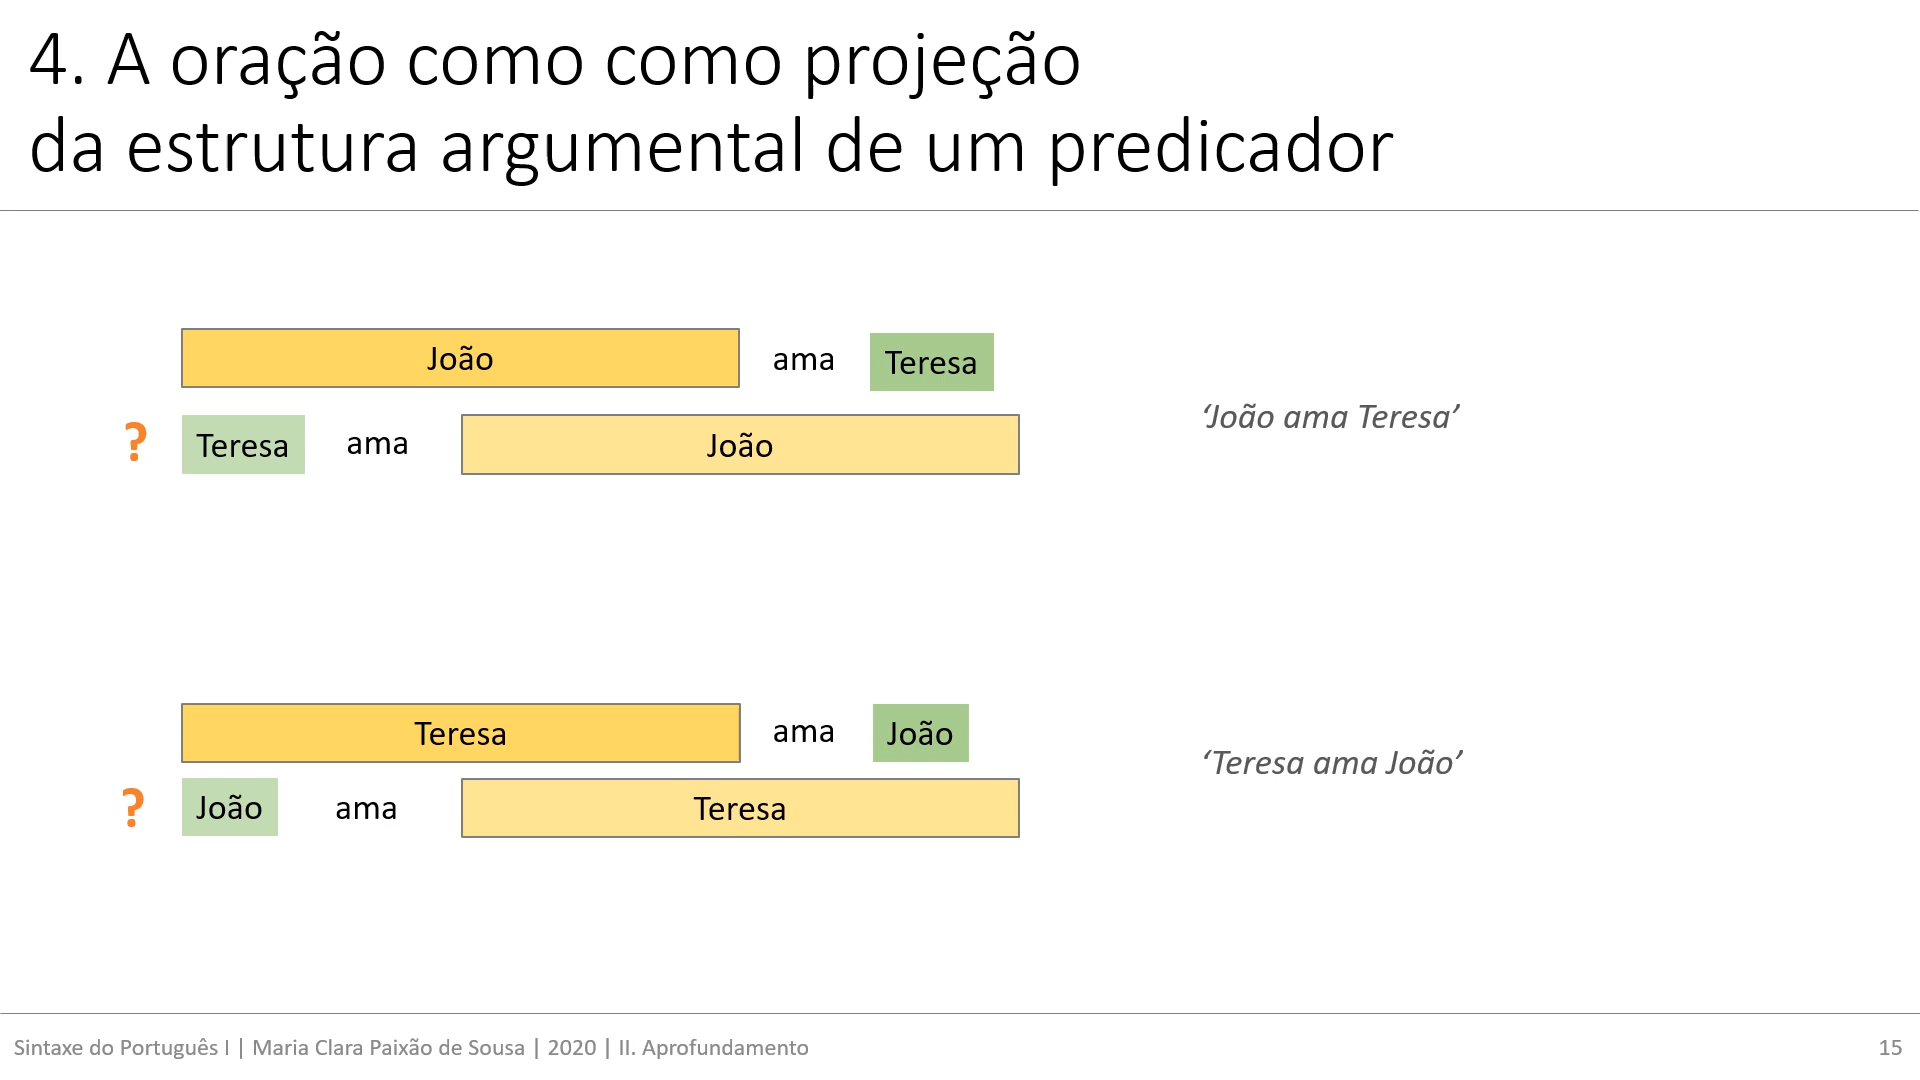 4. A oração como como projeção
da estrutura argumental de um predicador
João ama Teresa
? Teresa ama João
‘João ama Teresa’
Teresa ama João
? João ama Teresa
‘Teresa ama João’
Sintaxe do Português I | Maria Clara Paixão de Sousa | 2020 | II. Aprofundamento 15